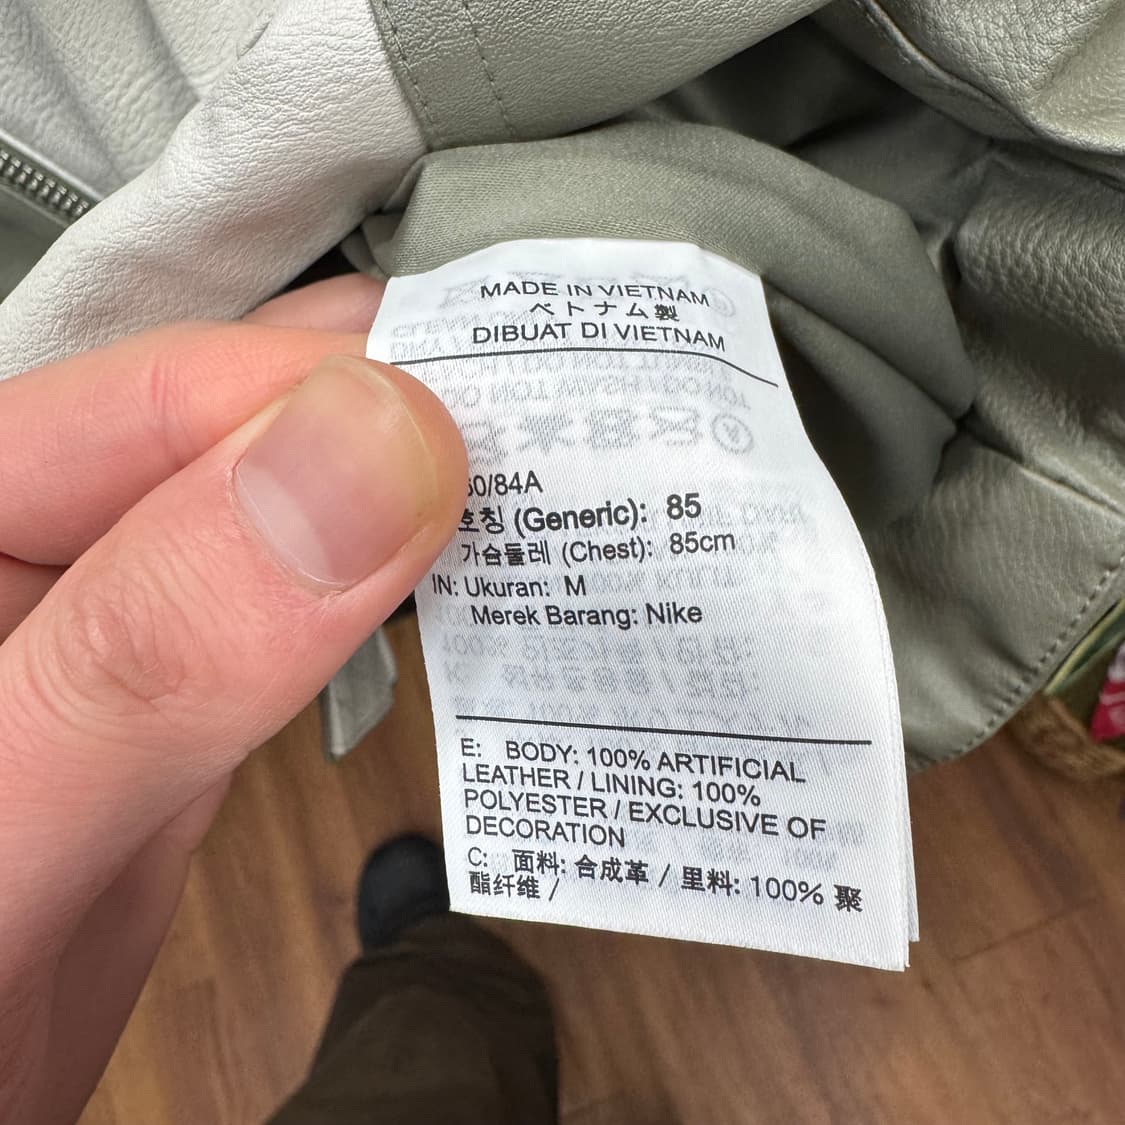 MADE IN VIETNAM
ベトナム製
DIBUAT DI VIETNAM
60/84A
호칭 (Generic): 85
가슴둘레 (Chest): 85cm
IN: Ukuran: M
Merek Barang: Nike
E: BODY: 100% ARTIFICIAL
LEATHER / LINING: 100%
POLYESTER / EXCLUSIVE OF
DECORATION
C: 面料: 合成革 / 里料: 100% 聚
酯纤维 /